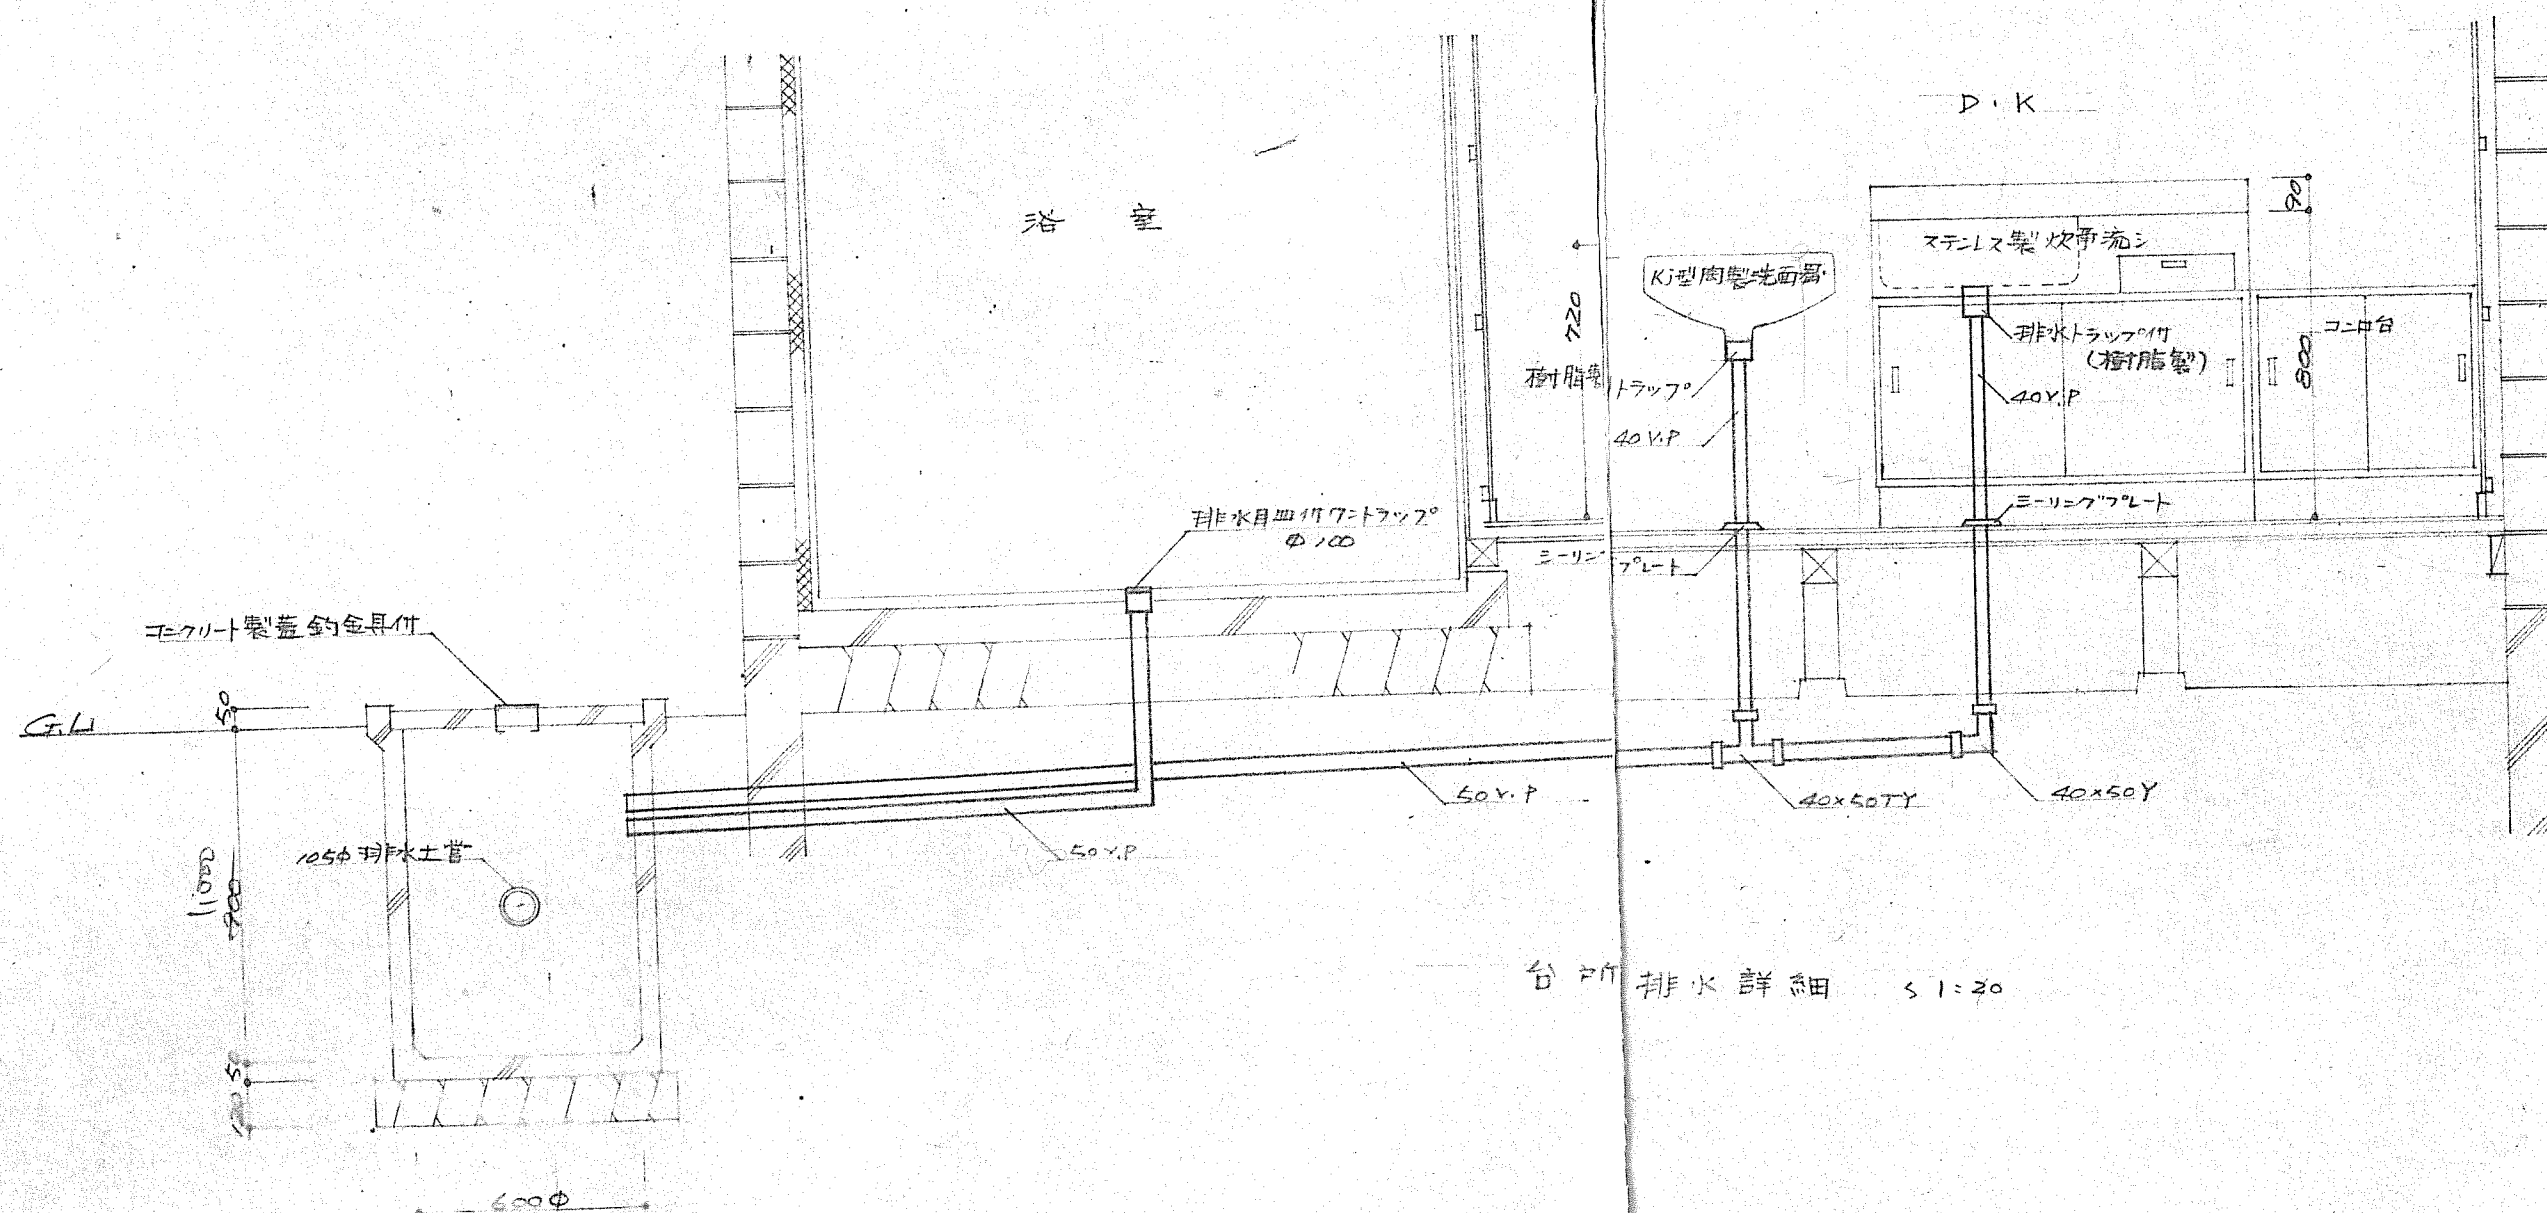 D・K
浴室
90
ステンレス製炊事流シ
KJ型陶製洗面器
720
排水トラップ付
(樹脂製)
コンロ台
800
樹脂製トラップ
40V.P
40V.P
シーリングプレート
シーリングプレート
排水目皿付ワントラップ
Φ100
コンクリート製蓋釣金具付
G.L
50
50V.P
40×50TY
40×50Y
50V.P
105Φ排水土管
900
50
台所排水詳細 S 1:20
600Φ